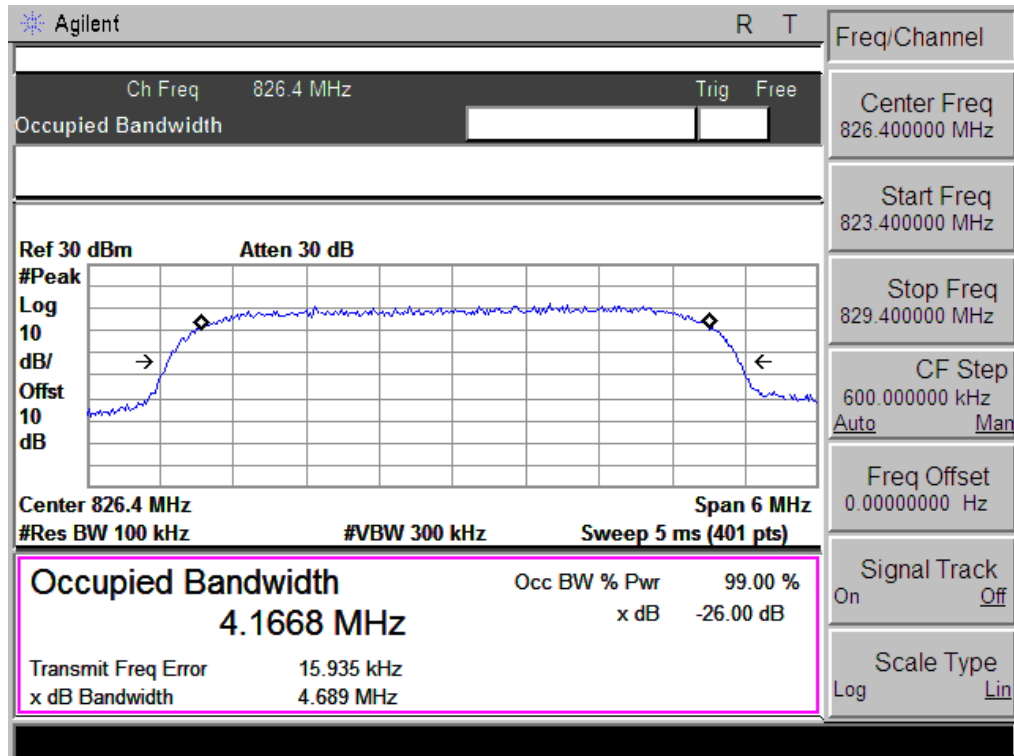 Agilent R T
Ch Freq 826.4 MHz Trig Free
Occupied Bandwidth
Ref 30 dBm Atten 30 dB
#Peak
Log
10
dB/
Offst
10
dB
Center 826.4 MHz Span 6 MHz
#Res BW 100 kHz #VBW 300 kHz Sweep 5 ms (401 pts)
Occupied Bandwidth Occ BW % Pwr 99.00 %
4.1668 MHz x dB -26.00 dB
Transmit Freq Error 15.935 kHz
x dB Bandwidth 4.689 MHz
Freq/Channel
Center Freq
826.400000 MHz
Start Freq
823.400000 MHz
Stop Freq
829.400000 MHz
CF Step
600.000000 kHz
Auto Man
Freq Offset
0.00000000 Hz
Signal Track
On Off
Scale Type
Log Lin